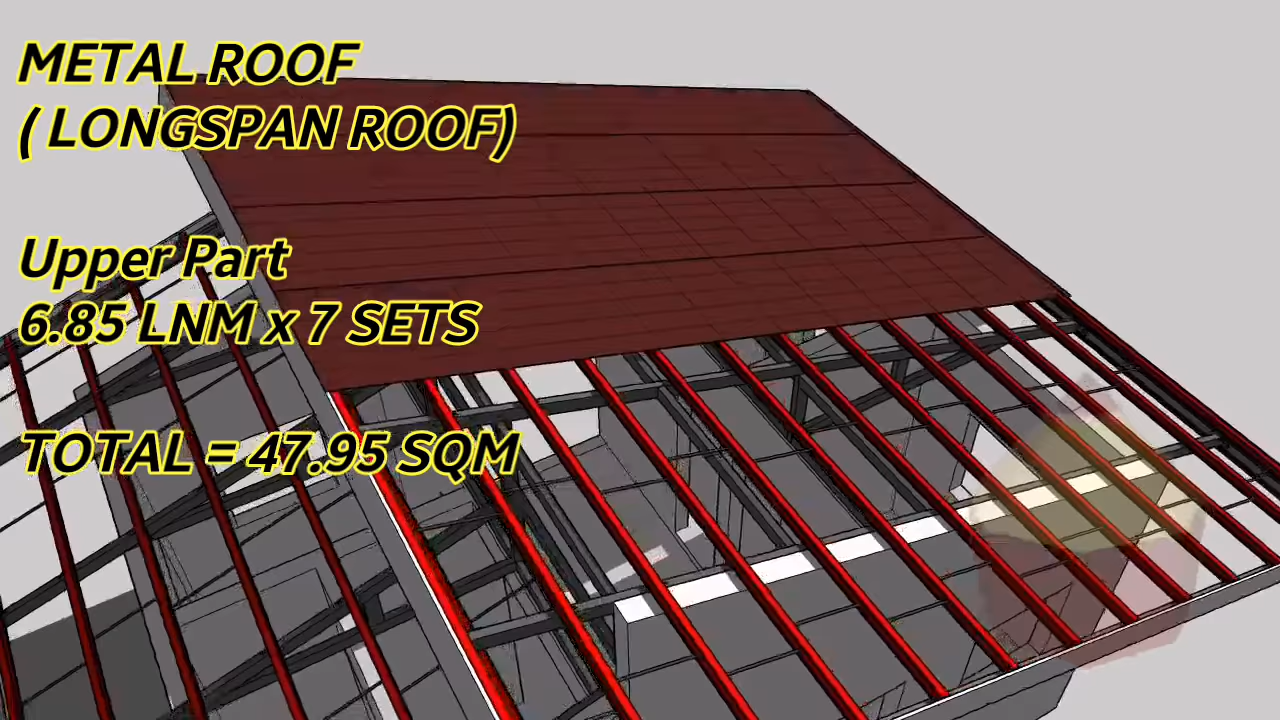 METAL ROOF
( LONGSPAN ROOF)
Upper Part
6.85 LNM x 7 SETS
TOTAL = 47.95 SQM